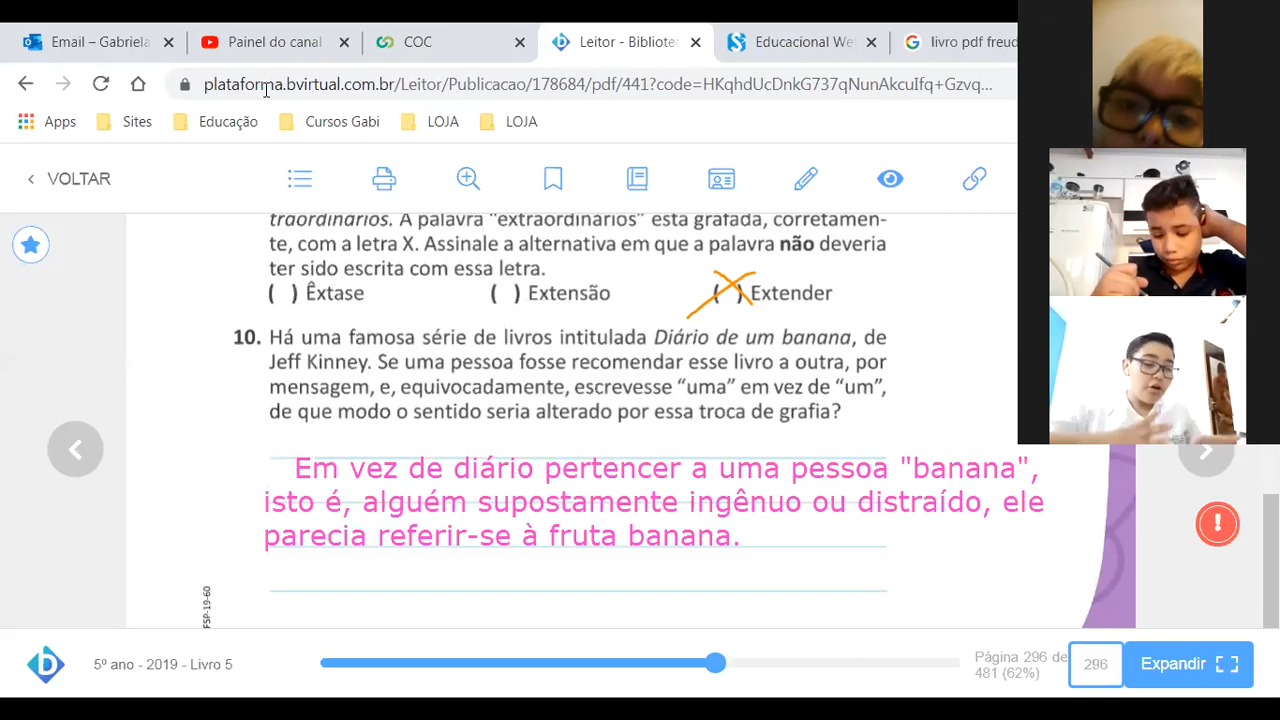 Email – Gabriela
Painel do canal
COC
Leitor - Bibliote
Educacional We
livro pdf freud
plataforma.bvirtual.com.br/Leitor/Publicacao/178684/pdf/441?code=HKqhdUcDnkG737qNunAkcuIfq+Gzvq...
Apps
Sites
Educação
Cursos Gabi
LOJA
LOJA
VOLTAR
traordinários. A palavra "extraordinários" está grafada, corretamen-
te, com a letra X. Assinale a alternativa em que a palavra não deveria
ter sido escrita com essa letra.
( ) Êxtase ( ) Extensão ( ) Extender
10. Há uma famosa série de livros intitulada Diário de um banana, de
Jeff Kinney. Se uma pessoa fosse recomendar esse livro a outra, por
mensagem, e, equivocadamente, escrevesse “uma” em vez de “um”,
de que modo o sentido seria alterado por essa troca de grafia?
Em vez de diário pertencer a uma pessoa "banana",
isto é, alguém supostamente ingênuo ou distraído, ele
parecia referir-se à fruta banana.
F5P-19-60
5º ano - 2019 - Livro 5
Página 296 de
481 (62%)
296
Expandir